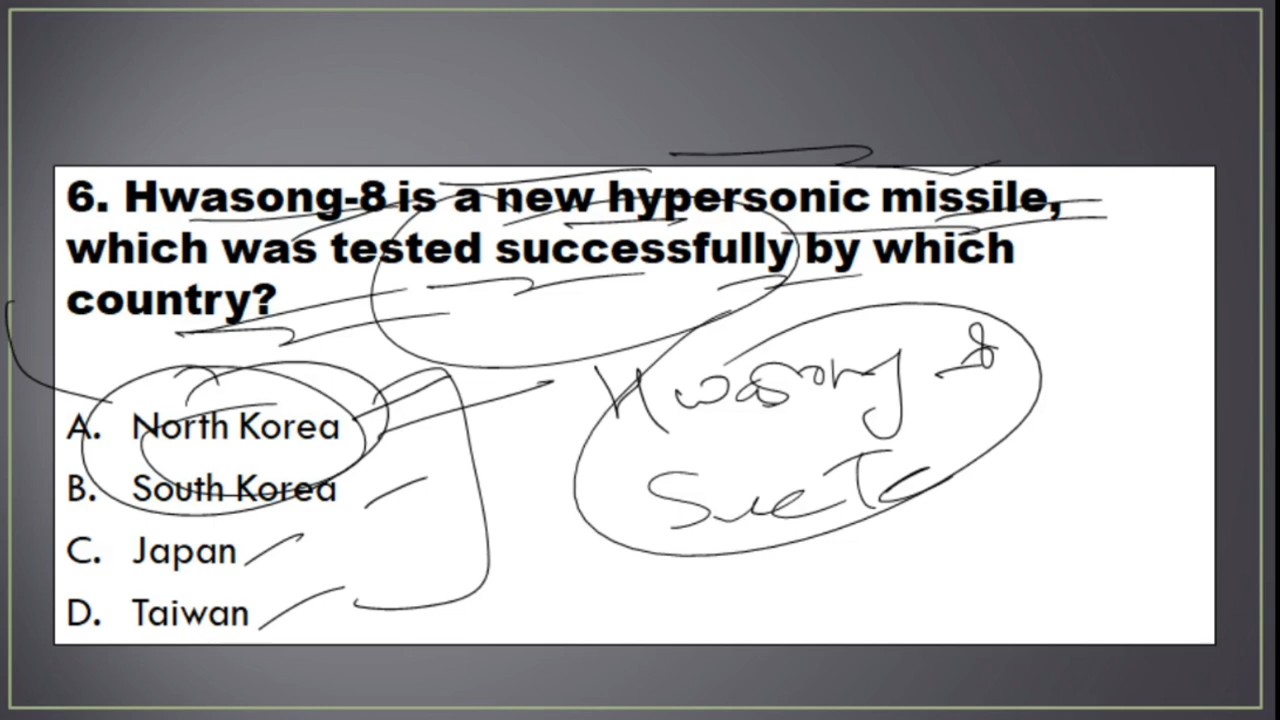 6. Hwasong-8 is a new hypersonic missile,
which was tested successfully by which
country?
A. North Korea
B. South Korea
C. Japan
D. Taiwan
Hwasong 8